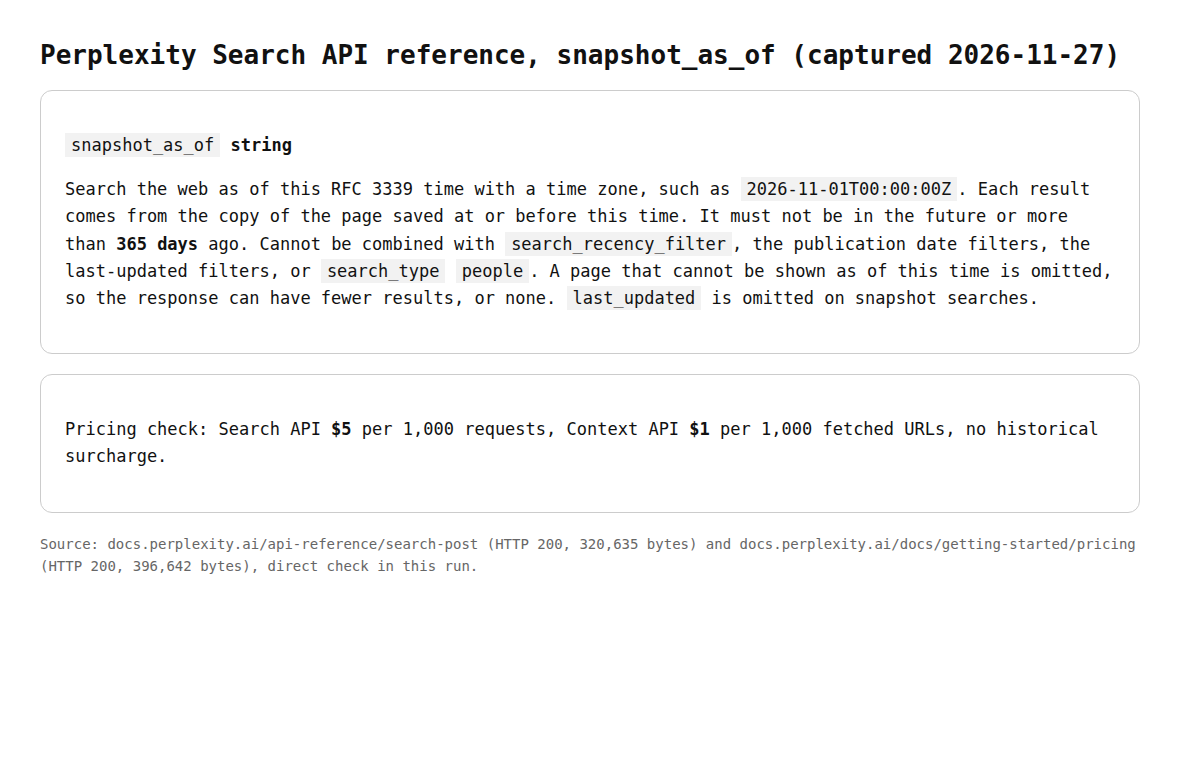 Perplexity Search API reference, snapshot_as_of (captured 2026-11-27)
snapshot_as_of string
Search the web as of this RFC 3339 time with a time zone, such as 2026-11-01T00:00:00Z. Each result
comes from the copy of the page saved at or before this time. It must not be in the future or more
than 365 days ago. Cannot be combined with search_recency_filter, the publication date filters, the
last-updated filters, or search_type people. A page that cannot be shown as of this time is omitted,
so the response can have fewer results, or none. last_updated is omitted on snapshot searches.
Pricing check: Search API $5 per 1,000 requests, Context API $1 per 1,000 fetched URLs, no historical
surcharge.
Source: docs.perplexity.ai/api-reference/search-post (HTTP 200, 320,635 bytes) and docs.perplexity.ai/docs/getting-started/pricing
(HTTP 200, 396,642 bytes), direct check in this run.